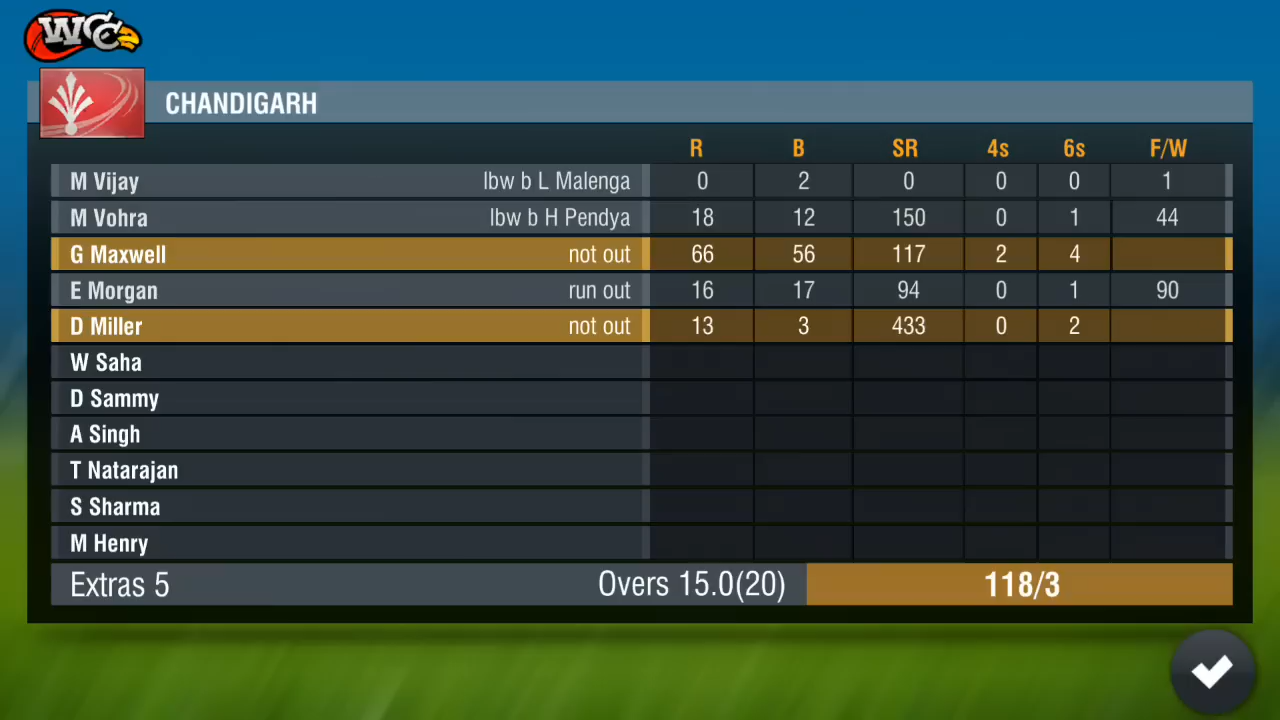 WCC
CHANDIGARH
R B SR 4s 6s F/W
M Vijay lbw b L Malenga 0 2 0 0 0 1
M Vohra lbw b H Pendya 18 12 150 0 1 44
G Maxwell not out 66 56 117 2 4
E Morgan run out 16 17 94 0 1 90
D Miller not out 13 3 433 0 2
W Saha
D Sammy
A Singh
T Natarajan
S Sharma
M Henry
Extras 5 Overs 15.0(20) 118/3